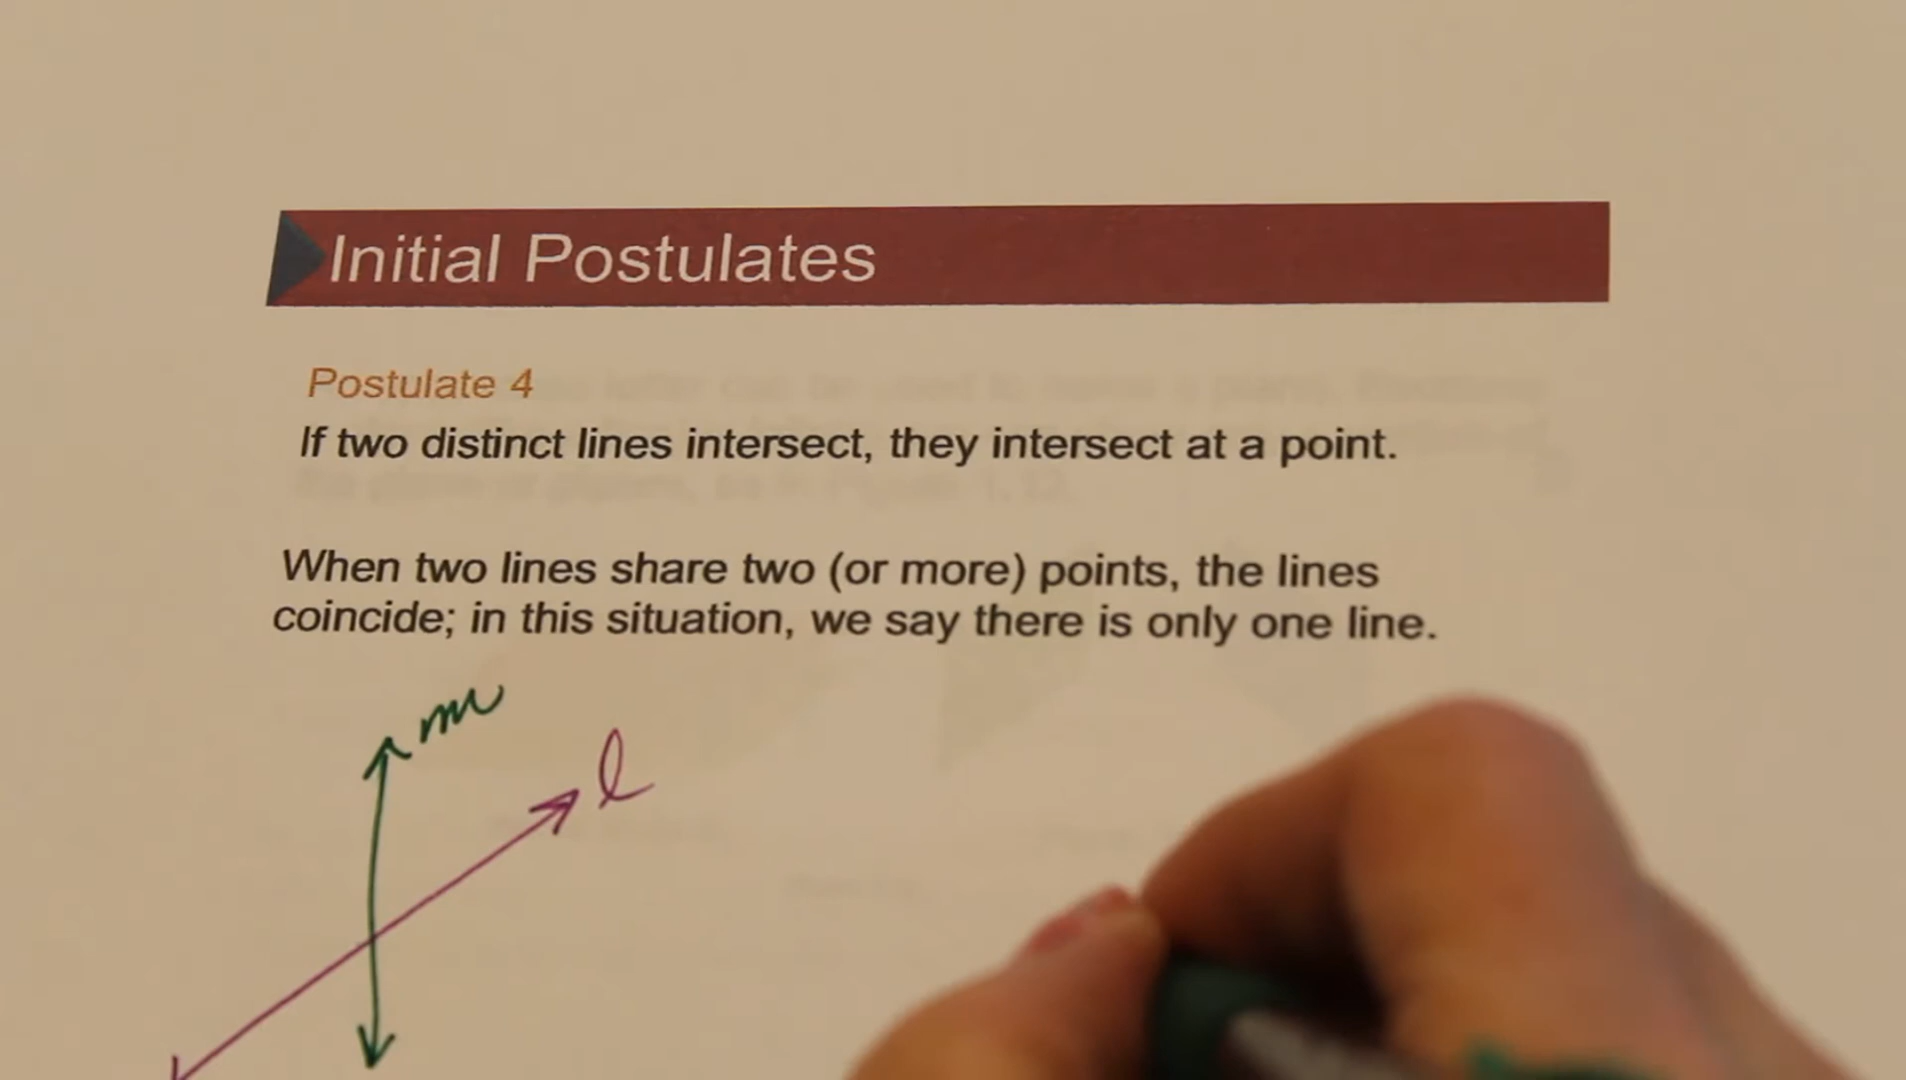 Initial Postulates
Postulate 4
If two distinct lines intersect, they intersect at a point.
When two lines share two (or more) points, the lines
coincide; in this situation, we say there is only one line.
m
l